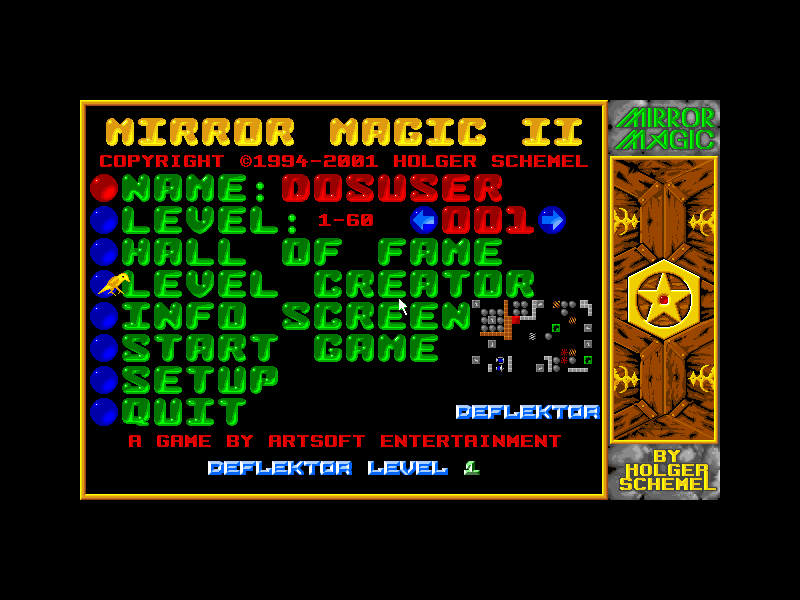 MIRROR MAGIC II
COPYRIGHT ©1994-2001 HOLGER SCHEMEL
NAME: DOSUSER
LEVEL: 1-60 001
HALL OF FAME
LEVEL CREATOR
INFO SCREEN
START GAME
SETUP
QUIT
DEFLEKTOR
A GAME BY ARTSOFT ENTERTAINMENT
DEFLEKTOR LEVEL 1
MIRROR
MAGIC
BY
HOLGER
SCHEMEL